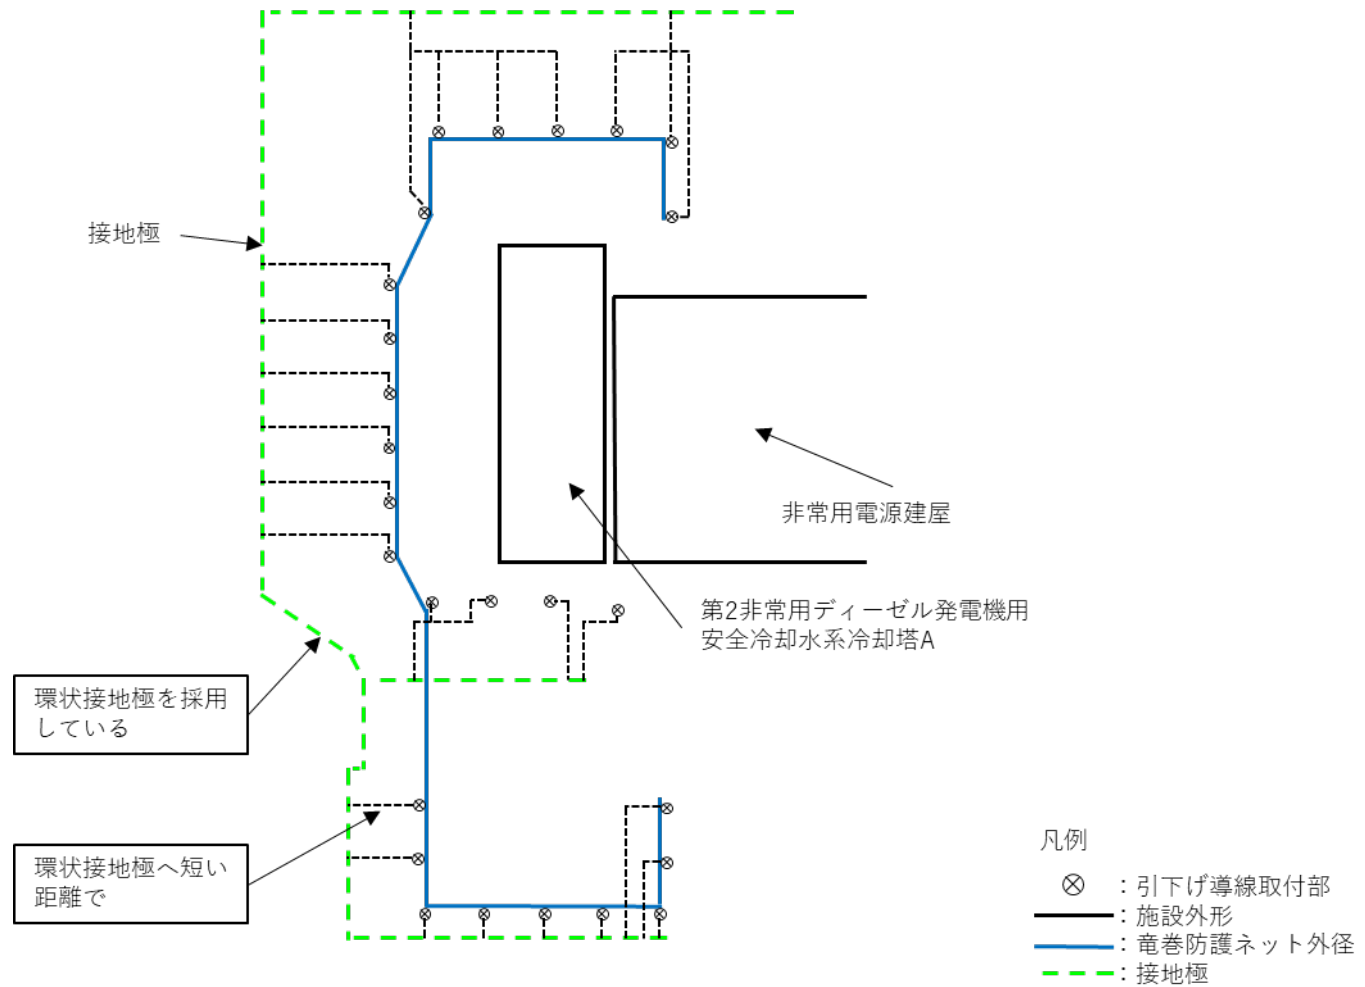 接地極
非常用電源建屋
第2非常用ディーゼル発電機用
安全冷却水系冷却塔A
環状接地極を採用
している
環状接地極へ短い
距離で
凡例
：引下げ導線取付部
：施設外形
：竜巻防護ネット外径
：接地極